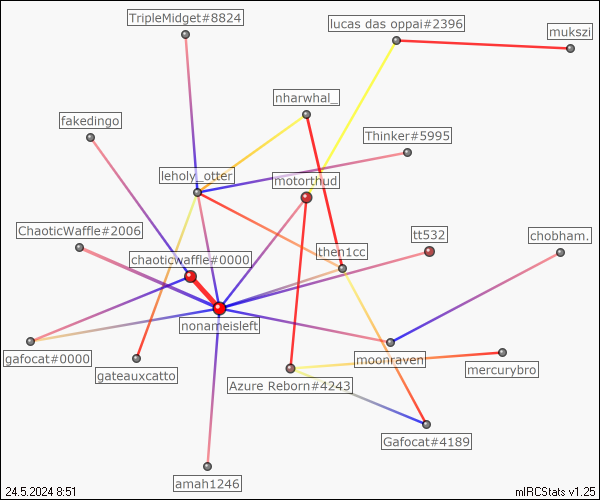 TripleMidget#8824
lucas das oppai#2396
mukszi
nharwhal_
fakedingo
Thinker#5995
leholy_otter
motorthud
ChaoticWaffle#2006
tt532
chobham.
chaoticwaffle#0000
then1cc
nonameisleft
gafocat#0000
moonraven
mercurybro
gateauxcatto
Azure Reborn#4243
Gafocat#4189
amah1246
24.5.2024 8:51
mIRCStats v1.25